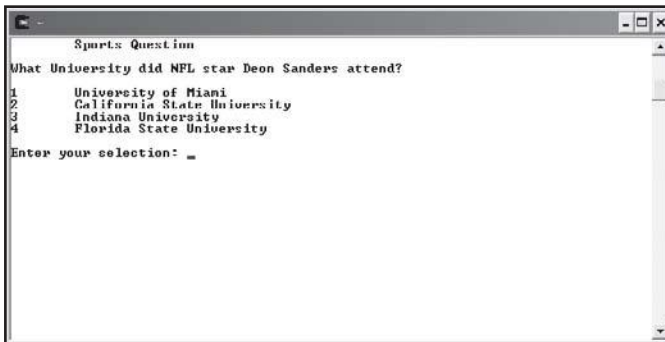 Sports Question
What University did NFL star Deon Sanders attend?
1 University of Miami
2 California State University
3 Indiana University
4 Florida State University
Enter your selection: _